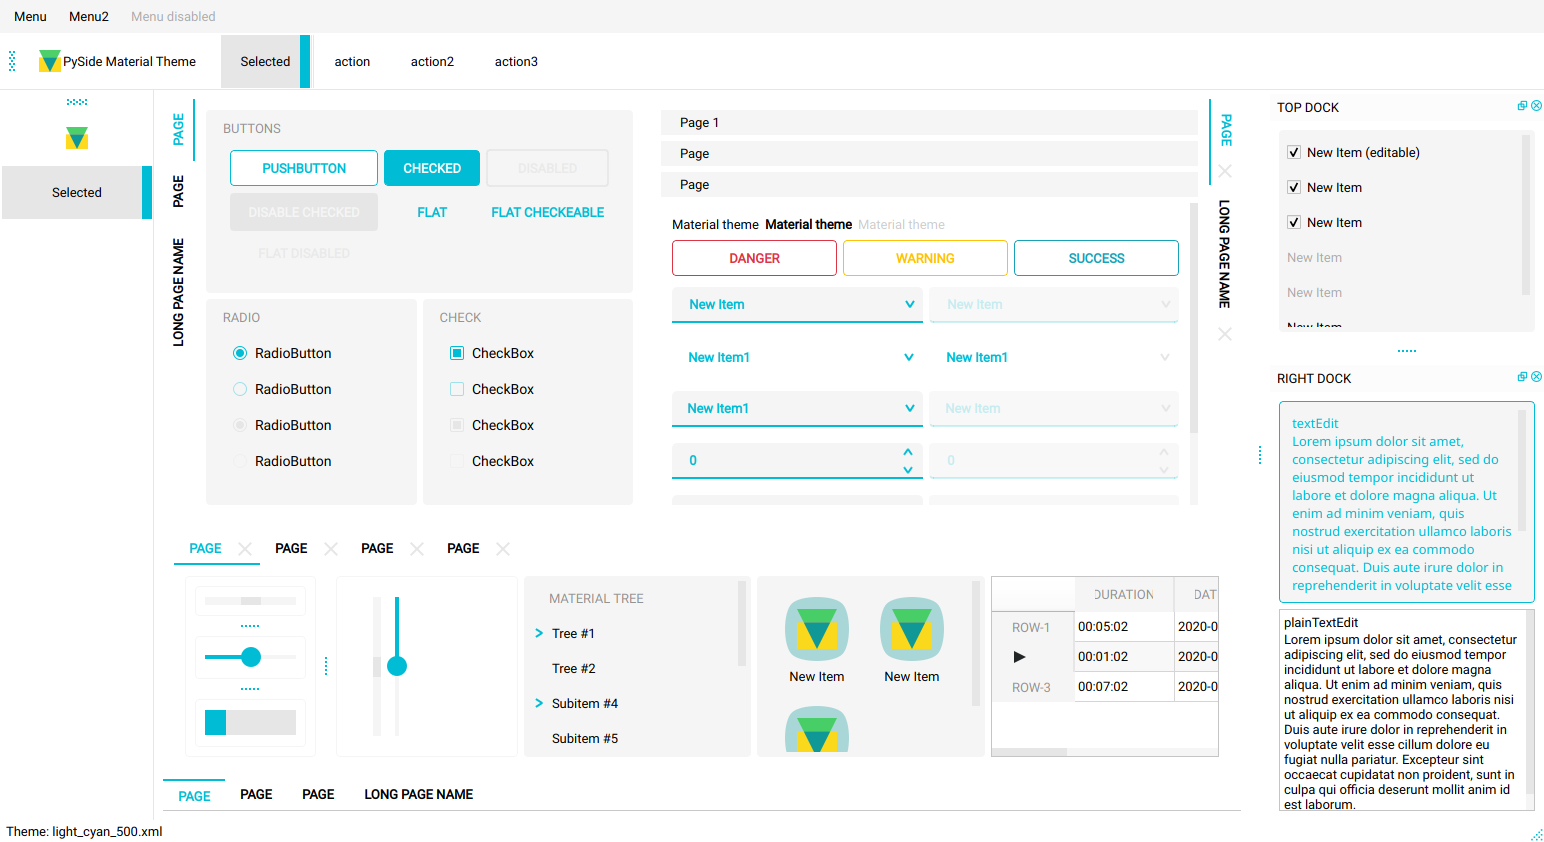 Menu Menu2 Menu disabled
PySide Material Theme Selected action action2 action3
Selected
PAGE
PAGE
LONG PAGE NAME
BUTTONS
PUSHBUTTON CHECKED DISABLED
DISABLE CHECKED FLAT FLAT CHECKEABLE
FLAT DISABLED
RADIO
RadioButton
RadioButton
RadioButton
RadioButton
CHECK
CheckBox
CheckBox
CheckBox
CheckBox
Page 1
Page
Page
Material theme Material theme Material theme
DANGER WARNING SUCCESS
New Item New Item
New Item1 New Item1
New Item1 New Item
0 0
PAGE
LONG PAGE NAME
PAGE PAGE PAGE PAGE
MATERIAL TREE
Tree #1
Tree #2
Subitem #4
Subitem #5
New Item New Item
DURATION DAT
ROW-1 00:05:02 2020-0
00:01:02 2020-0
ROW-3 00:07:02 2020-0
PAGE PAGE PAGE LONG PAGE NAME
TOP DOCK
New Item (editable)
New Item
New Item
New Item
New Item
New Item
RIGHT DOCK
textEdit
Lorem ipsum dolor sit amet,
consectetur adipiscing elit, sed do
eiusmod tempor incididunt ut
labore et dolore magna aliqua. Ut
enim ad minim veniam, quis
nostrud exercitation ullamco laboris
nisi ut aliquip ex ea commodo
consequat. Duis aute irure dolor in
reprehenderit in voluptate velit esse
plainTextEdit
Lorem ipsum dolor sit amet, consectetur
adipiscing elit, sed do eiusmod tempor
incididunt ut labore et dolore magna
aliqua. Ut enim ad minim veniam, quis
nostrud exercitation ullamco laboris nisi
ut aliquip ex ea commodo consequat.
Duis aute irure dolor in reprehenderit in
voluptate velit esse cillum dolore eu
fugiat nulla pariatur. Excepteur sint
occaecat cupidatat non proident, sunt in
culpa qui officia deserunt mollit anim id
est laborum.
Theme: light_cyan_500.xml